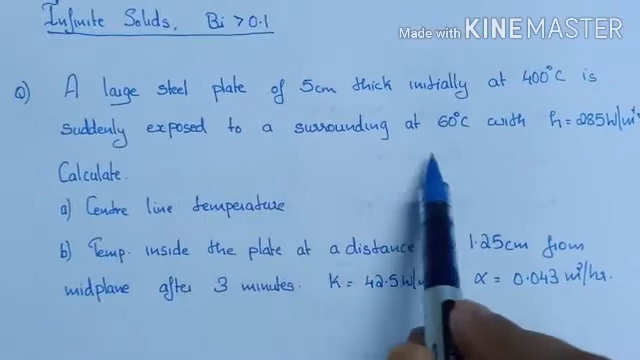 Infinite Solids, Bi > 0.1
Made with KINEMASTER
Q) A large steel plate of 5cm thick initially at 400°C is
suddenly exposed to a surrounding at 60°C with h = 285W/m²
Calculate.
a) Centre line temperature
b) Temp. inside the plate at a distance 1.25cm from
midplane after 3 minutes. K = 42.5W/ α = 0.043 m²/hr.